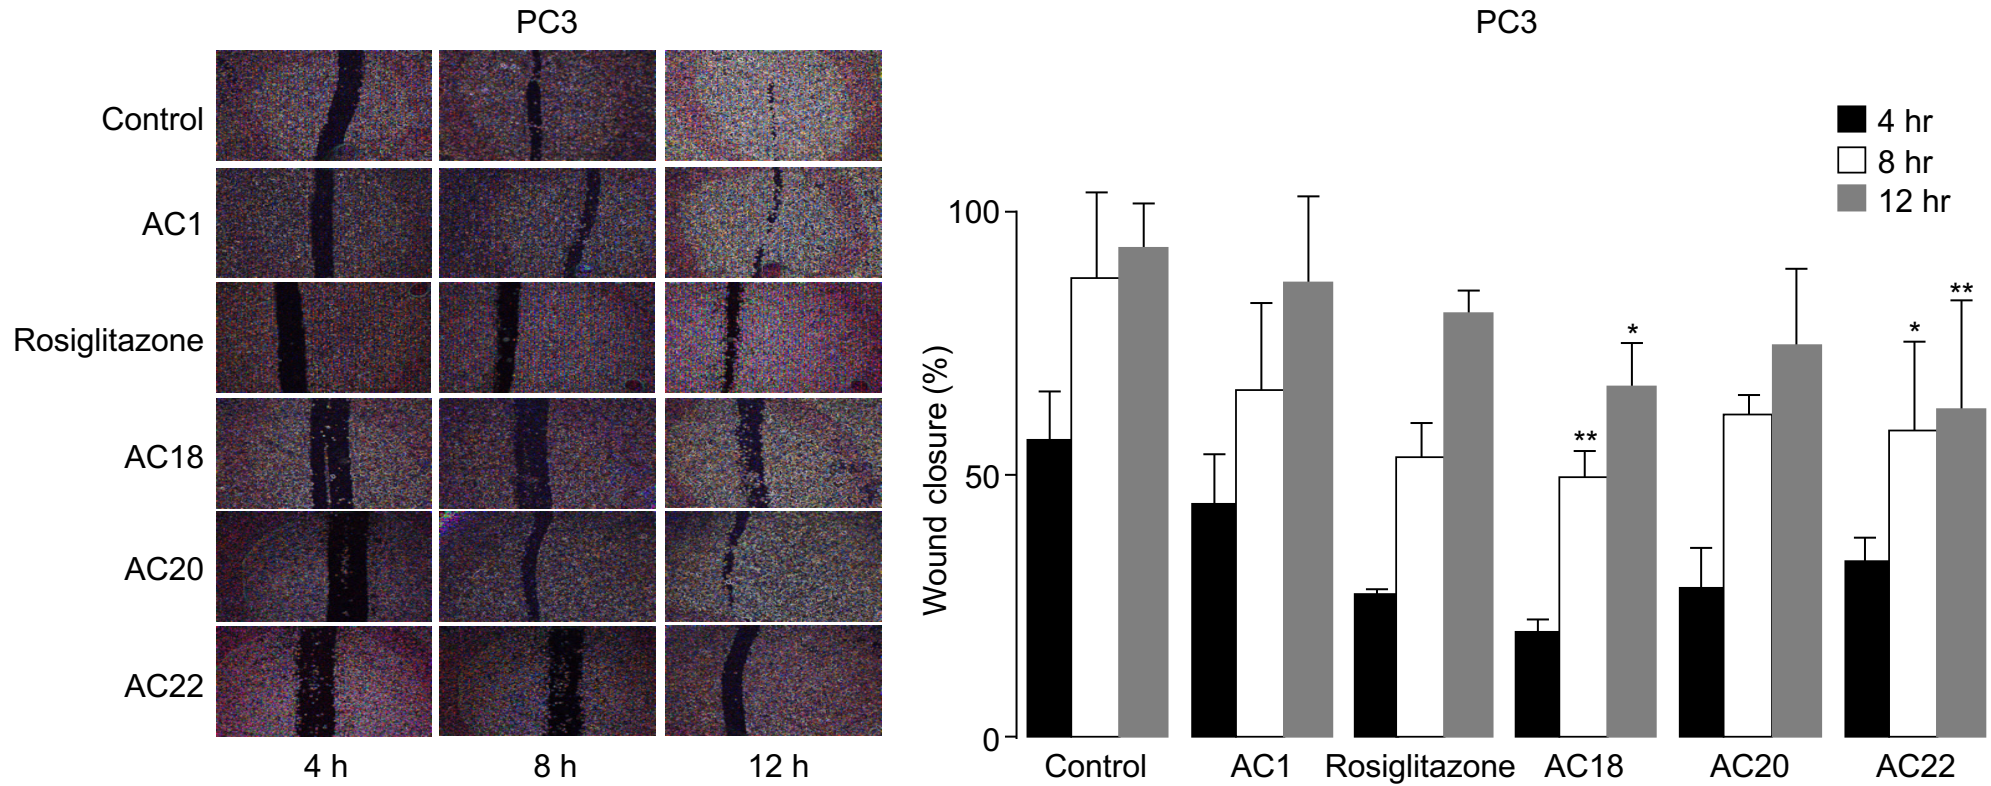 PC3
Control
AC1
Rosiglitazone
AC18
AC20
AC22
4 h 8 h 12 h
PC3
4 hr
8 hr
12 hr
Wound closure (%)
100
50
0
*
**
*
*
**
Control AC1 Rosiglitazone AC18 AC20 AC22